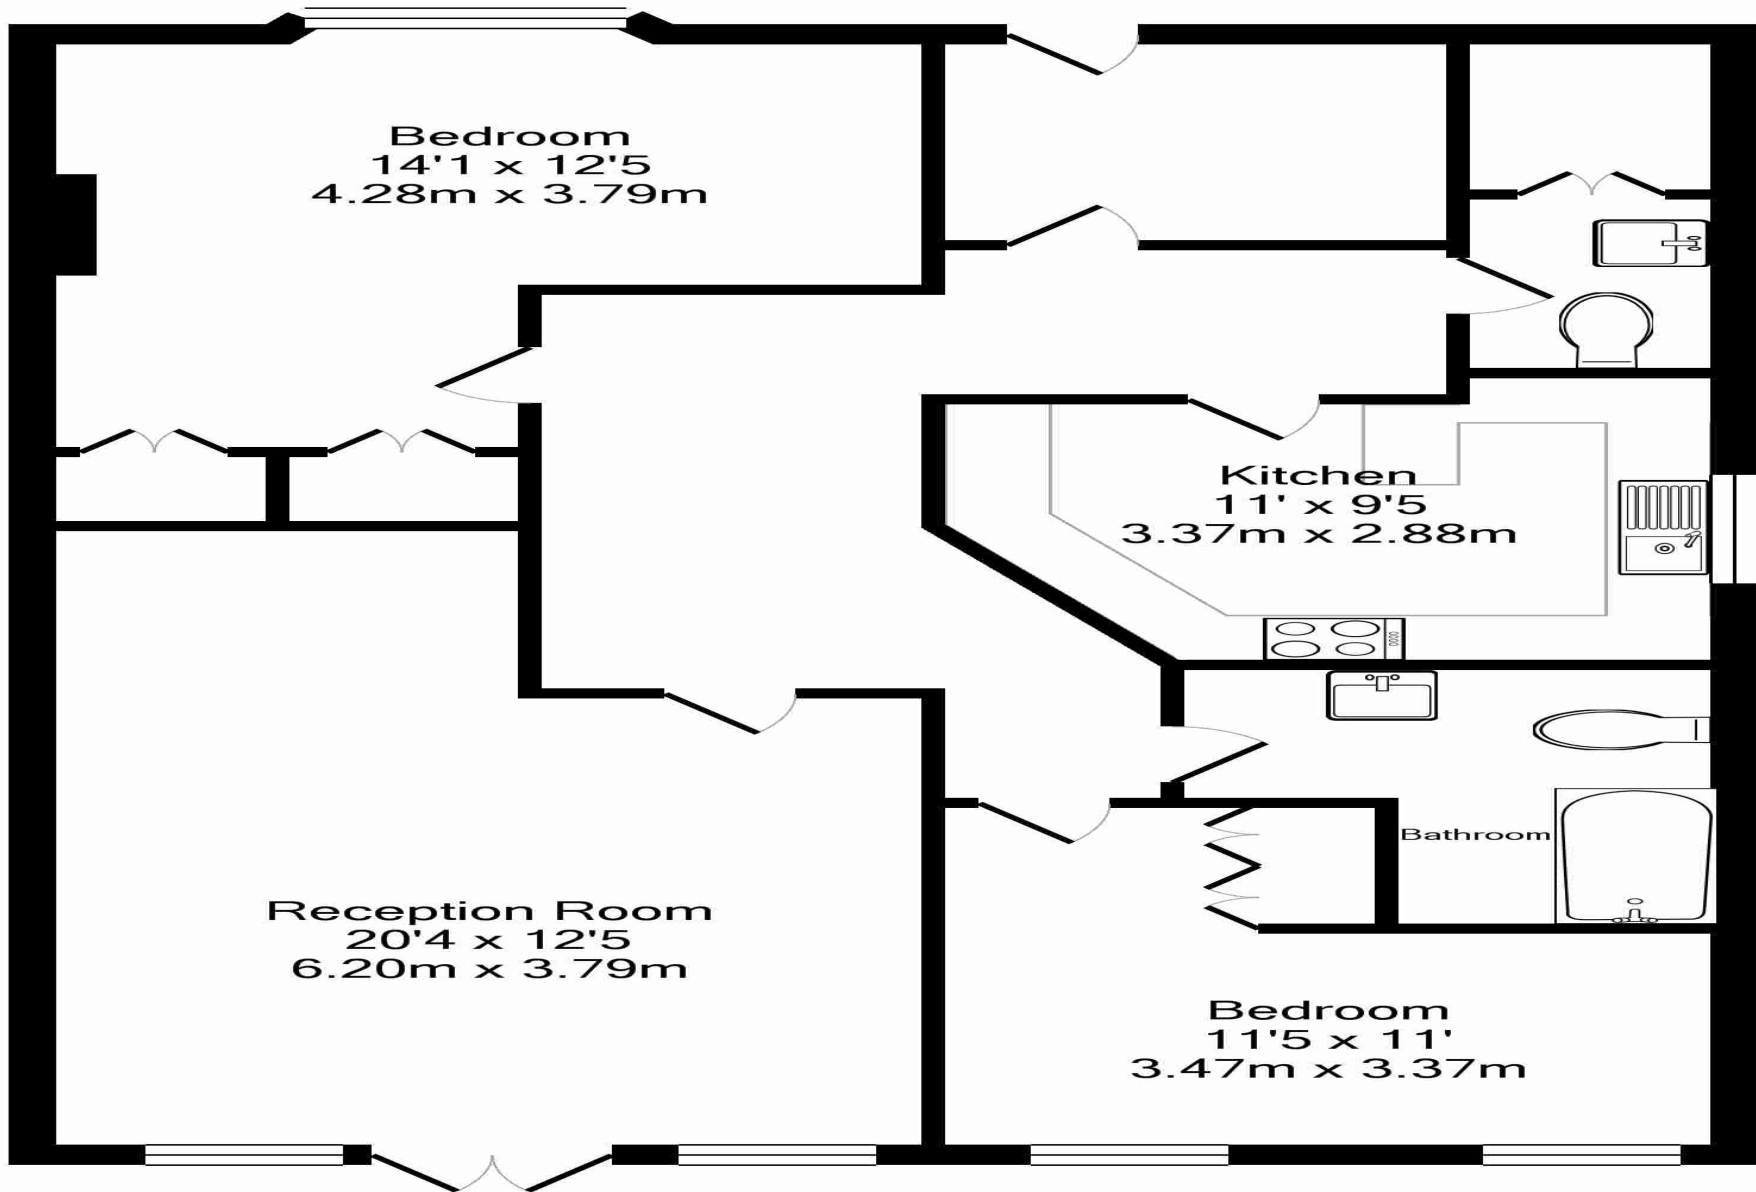 Bedroom
14'1 x 12'5
4.28m x 3.79m
Kitchen
11' x 9'5
3.37m x 2.88m
Bathroom
Reception Room
20'4 x 12'5
6.20m x 3.79m
Bedroom
11'5 x 11'
3.47m x 3.37m